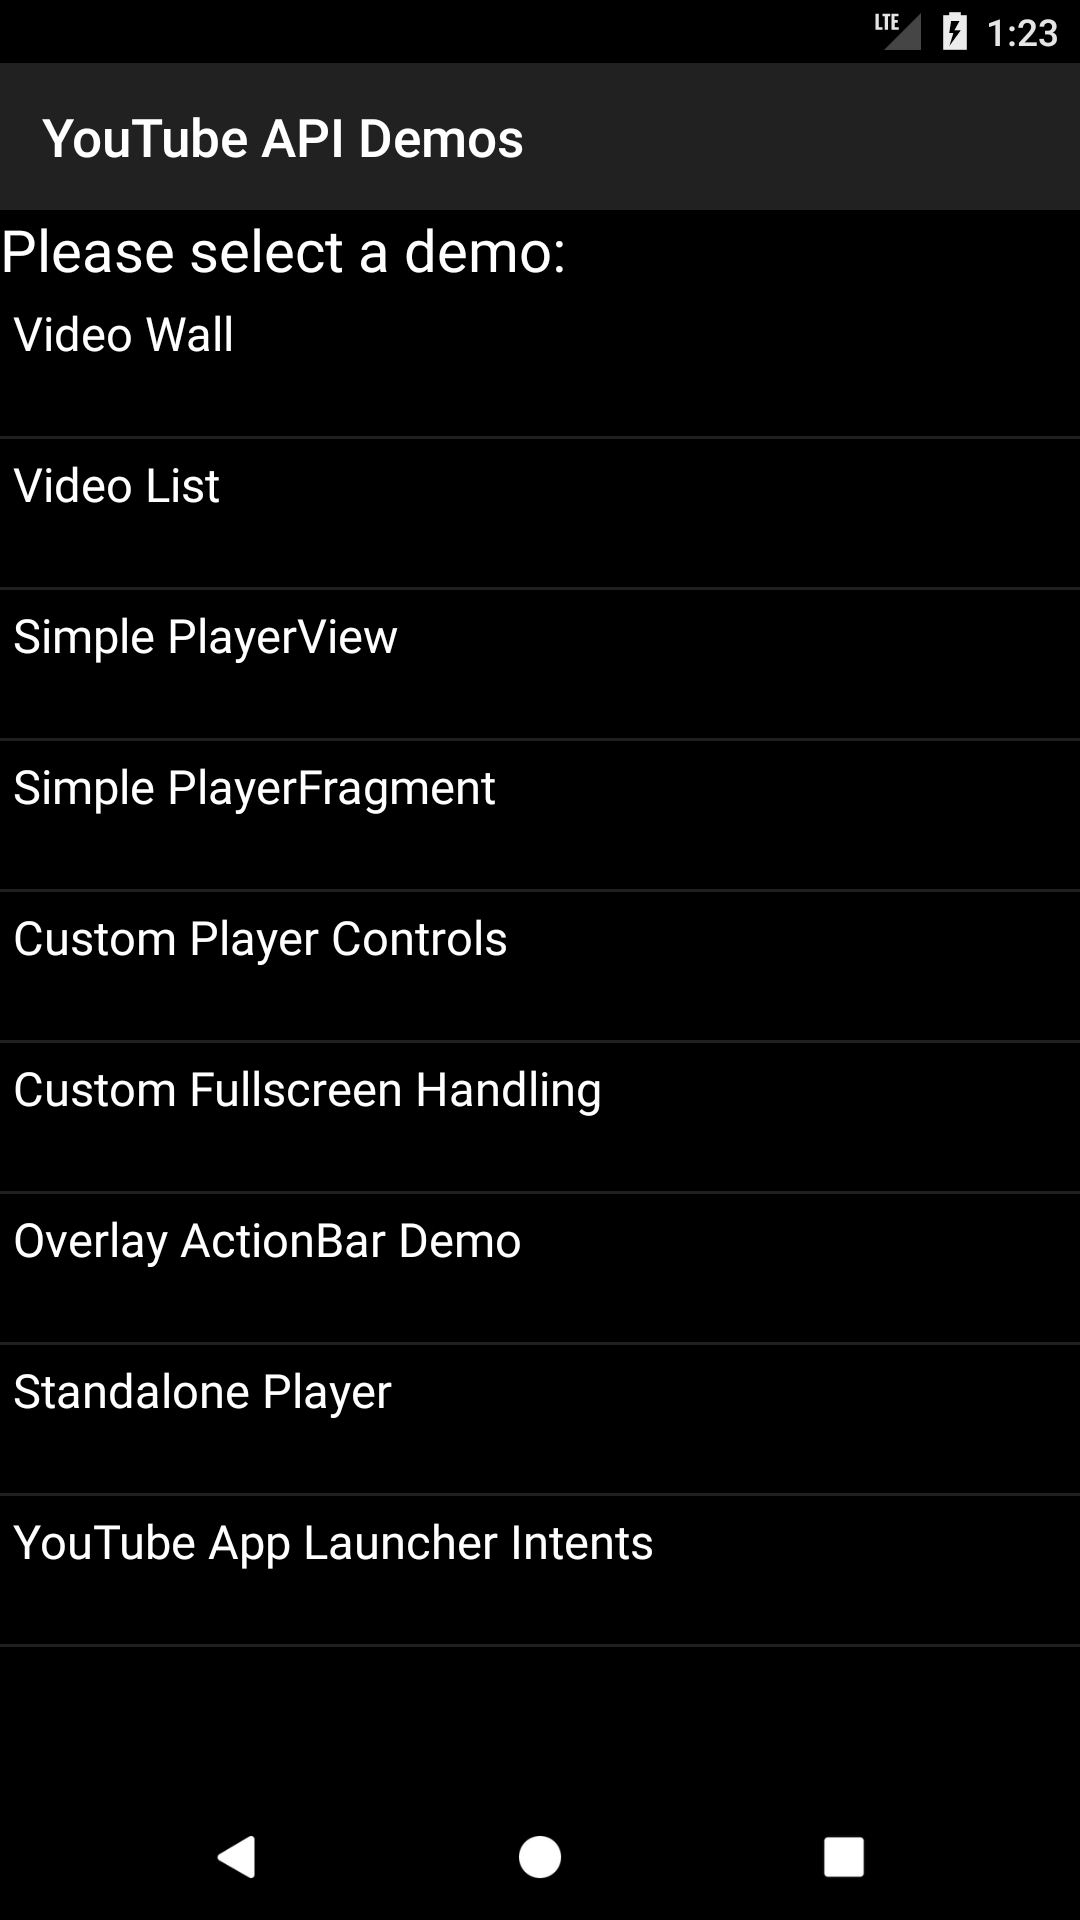 LTE 1:23
YouTube API Demos
Please select a demo:
Video Wall
Video List
Simple PlayerView
Simple PlayerFragment
Custom Player Controls
Custom Fullscreen Handling
Overlay ActionBar Demo
Standalone Player
YouTube App Launcher Intents